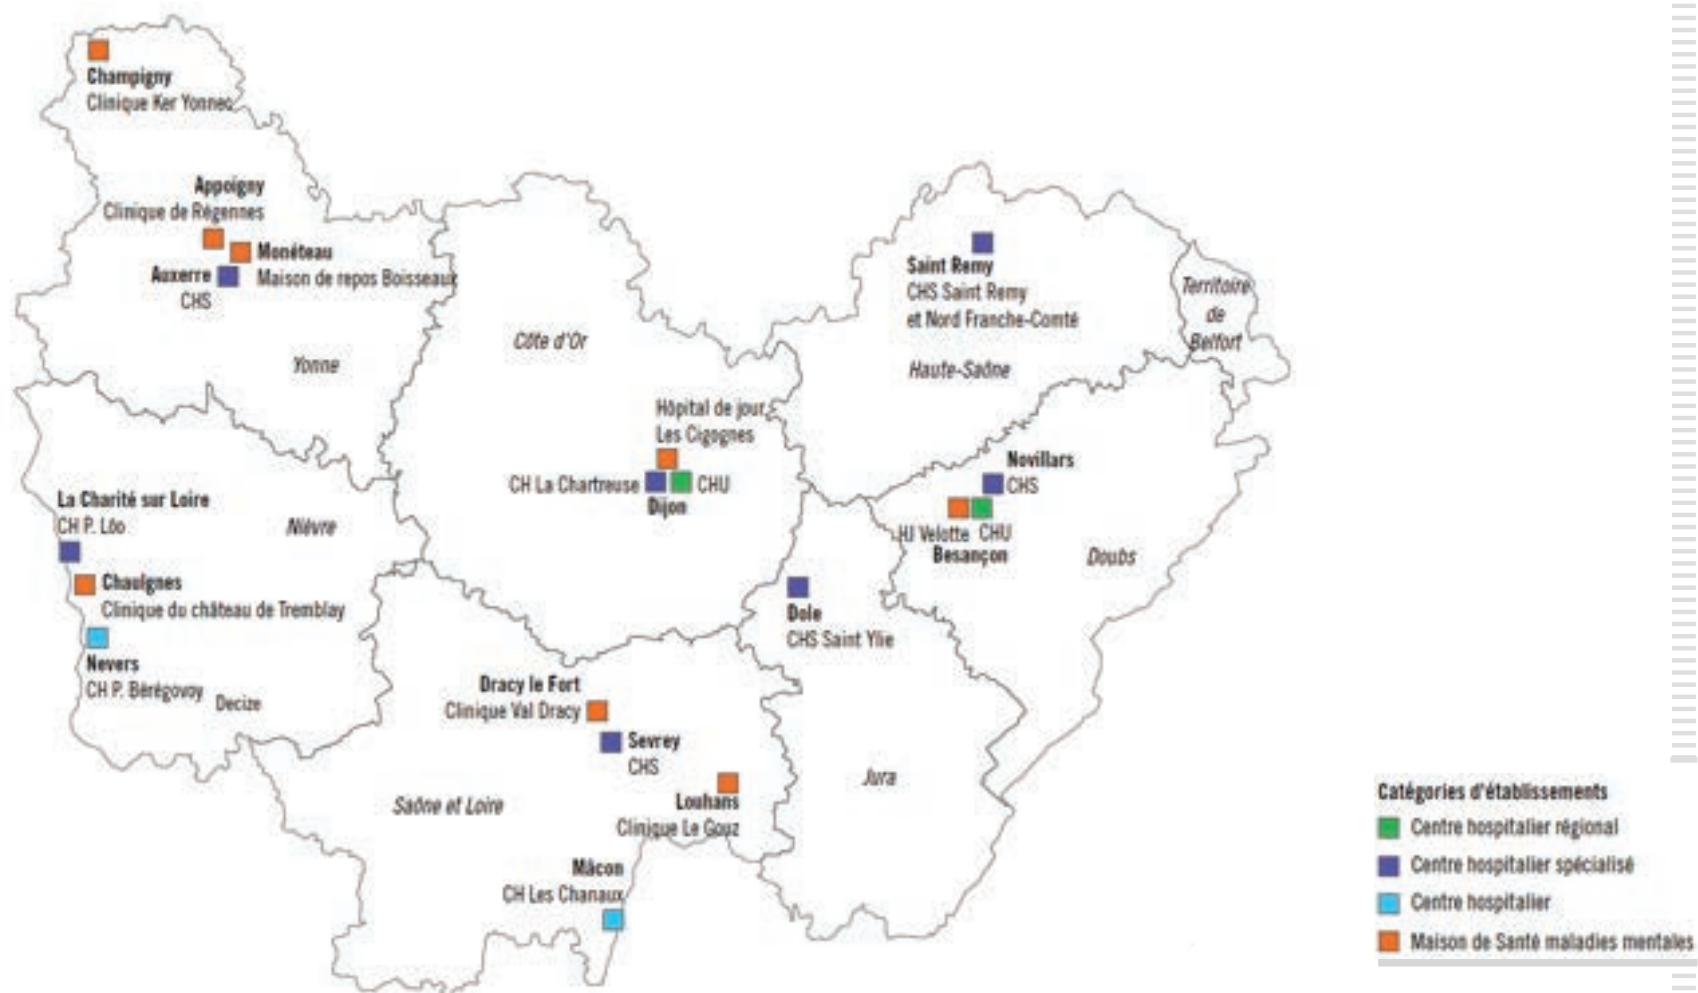 Champigny
Clinique Ker Yonnec
Appoigny
Clinique de Régennes
Monéteau
Maison de repos Boisseaux
Auxerre
CHS
Yonne
Côte d'Or
Hôpital de jour
Les Cigognes
CH La Chartreuse
CHU
Dijon
Saint Remy
CHS Saint Remy
et Nord Franche-Comté
Haute-Saône
Territoire
de
Belfort
Novillars
CHS
HJ Velotte
CHU
Besançon
Doubs
La Charité sur Loire
CH P. Lôo
Nièvre
Chaulgnes
Clinique du château de Tremblay
Nevers
CH P. Bérégovoy
Decize
Dole
CHS Saint Ylie
Dracy le Fort
Clinique Val Dracy
Sevrey
CHS
Louhans
Clinique Le Gouz
Saône et Loire
Jura
Mâcon
CH Les Chanaux
Catégories d'établissements
Centre hospitalier régional
Centre hospitalier spécialisé
Centre hospitalier
Maison de Santé maladies mentales